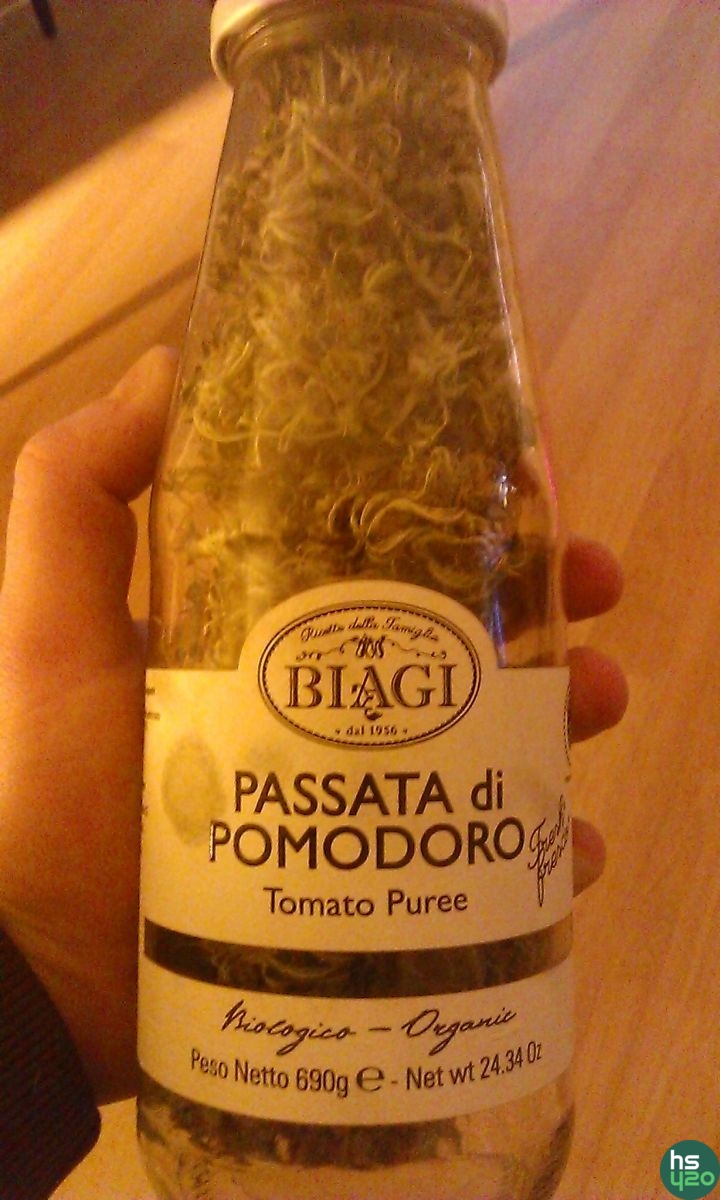 Ricette della Famiglia
BIAGI
dal 1956
PASSATA di
POMODORO
Tomato Puree
Fresh
Biologico – Organic
Peso Netto 690g e - Net wt 24.34 Oz
hs
420